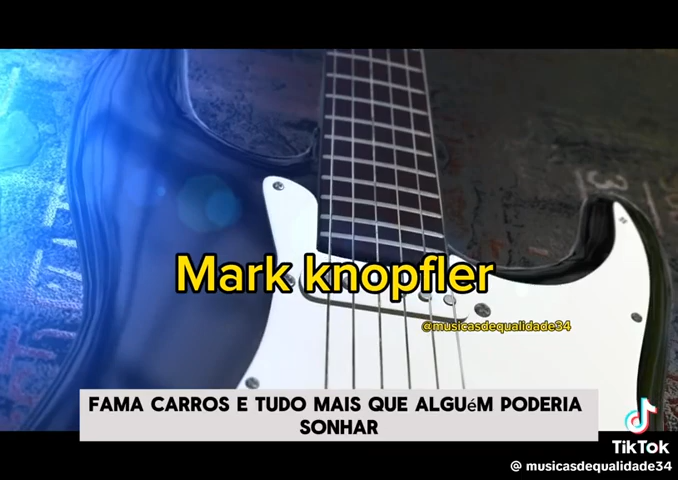 Mark knopfler
@musicasdequalidade34
FAMA CARROS E TUDO MAIS QUE ALGUéM PODERIA
SONHAR
TikTok
@ musicasdequalidade34